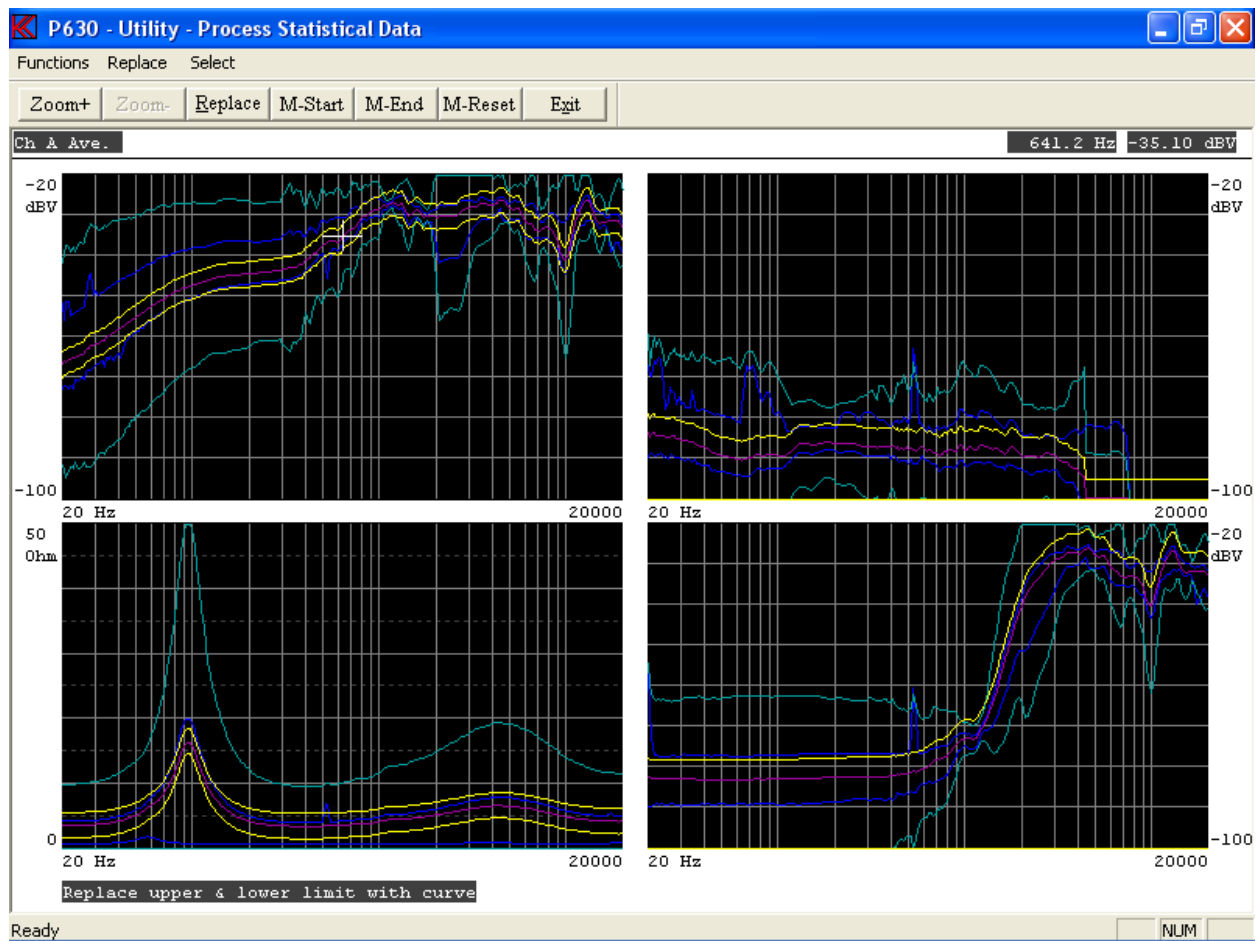 P630 - Utility - Process Statistical Data
Functions Replace Select
Zoom+ Zoom- Replace M-Start M-End M-Reset Exit
Ch A Ave. 641.2 Hz -35.10 dBV
-20
dBV
-100
20 Hz 20000
-20
dBV
-100
20 Hz 20000
50
Ohm
0
20 Hz 20000
-20
dBV
-100
20 Hz 20000
Replace upper & lower limit with curve
Ready NUM